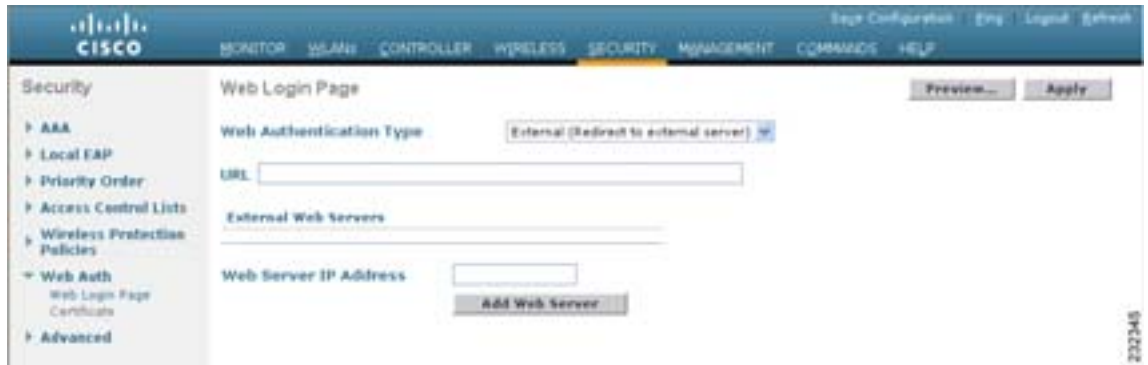 Save Configuration Ping Logout Refresh
CISCO
MONITOR WLANs CONTROLLER WIRELESS SECURITY MANAGEMENT COMMANDS HELP
Security
AAA
Local EAP
Priority Order
Access Control Lists
Wireless Protection
Policies
Web Auth
Web Login Page
Certificate
Advanced
Web Login Page
Preview... Apply
Web Authentication Type External (Redirect to external server)
URL
External Web Servers
Web Server IP Address
Add Web Server
232345